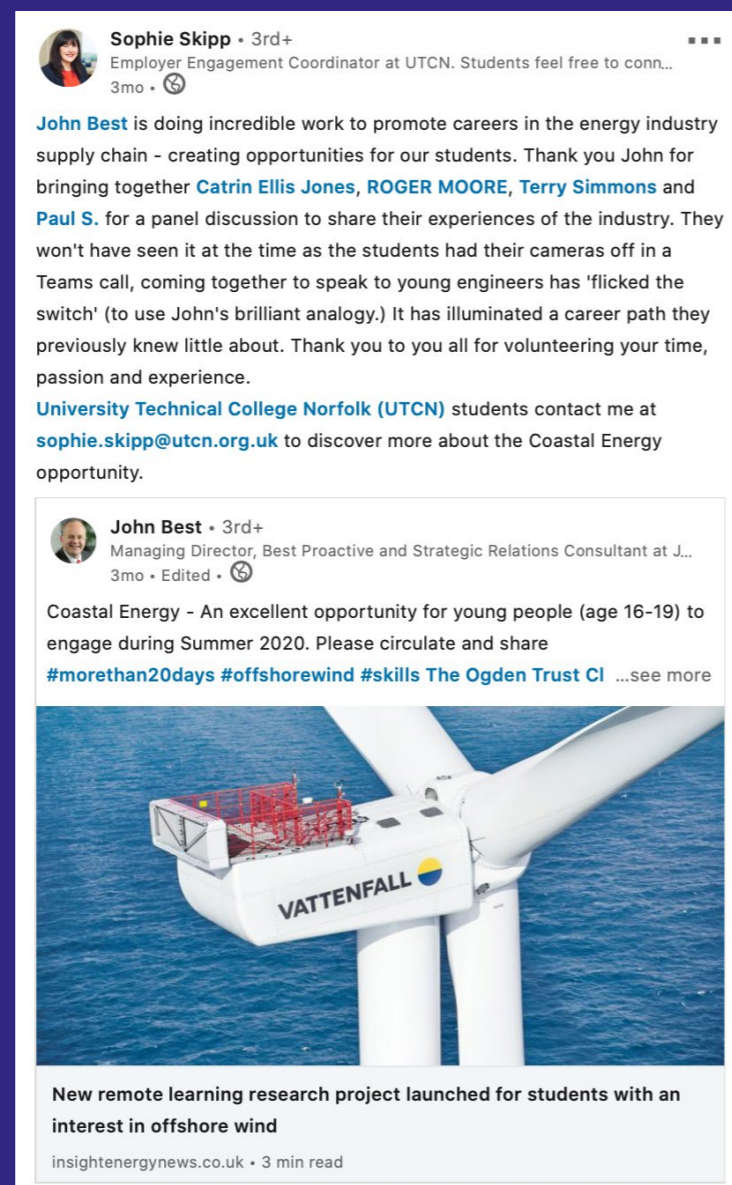 Sophie Skipp • 3rd+
Employer Engagement Coordinator at UTCN. Students feel free to conn...
3mo •
John Best is doing incredible work to promote careers in the energy industry
supply chain - creating opportunities for our students. Thank you John for
bringing together Catrin Ellis Jones, ROGER MOORE, Terry Simmons and
Paul S. for a panel discussion to share their experiences of the industry. They
won't have seen it at the time as the students had their cameras off in a
Teams call, coming together to speak to young engineers has 'flicked the
switch' (to use John's brilliant analogy.) It has illuminated a career path they
previously knew little about. Thank you to you all for volunteering your time,
passion and experience.
University Technical College Norfolk (UTCN) students contact me at
sophie.skipp@utcn.org.uk to discover more about the Coastal Energy
opportunity.
John Best • 3rd+
Managing Director, Best Proactive and Strategic Relations Consultant at J...
3mo • Edited •
Coastal Energy - An excellent opportunity for young people (age 16-19) to
engage during Summer 2020. Please circulate and share
#morethan20days #offshorewind #skills The Ogden Trust Cl ...see more
VATTENFALL
New remote learning research project launched for students with an
interest in offshore wind
insightenergynews.co.uk • 3 min read